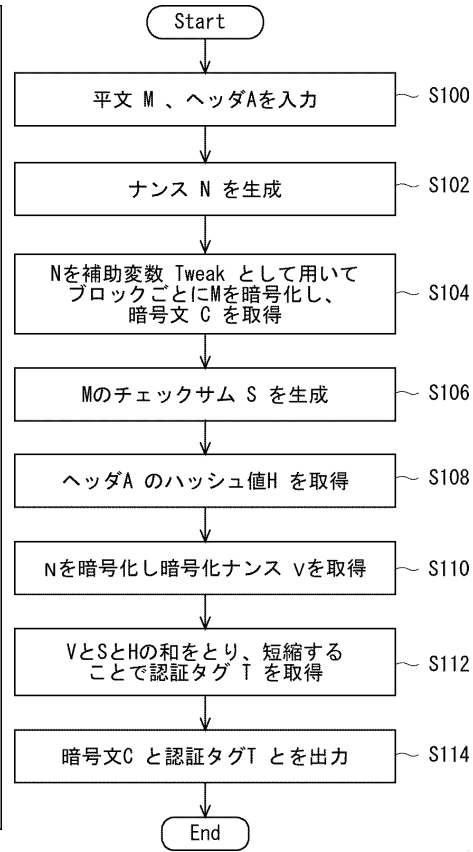 Start
平文 M 、ヘッダAを入力
S100
ナンス N を生成
S102
Nを補助変数 Tweak として用いて
ブロックごとにMを暗号化し、
暗号文 C を取得
S104
Mのチェックサム S を生成
S106
ヘッダA のハッシュ値H を取得
S108
Nを暗号化し暗号化ナンス Vを取得
S110
VとSとHの和をとり、短縮する
ことで認証タグ T を取得
S112
暗号文C と認証タグT とを出力
S114
End